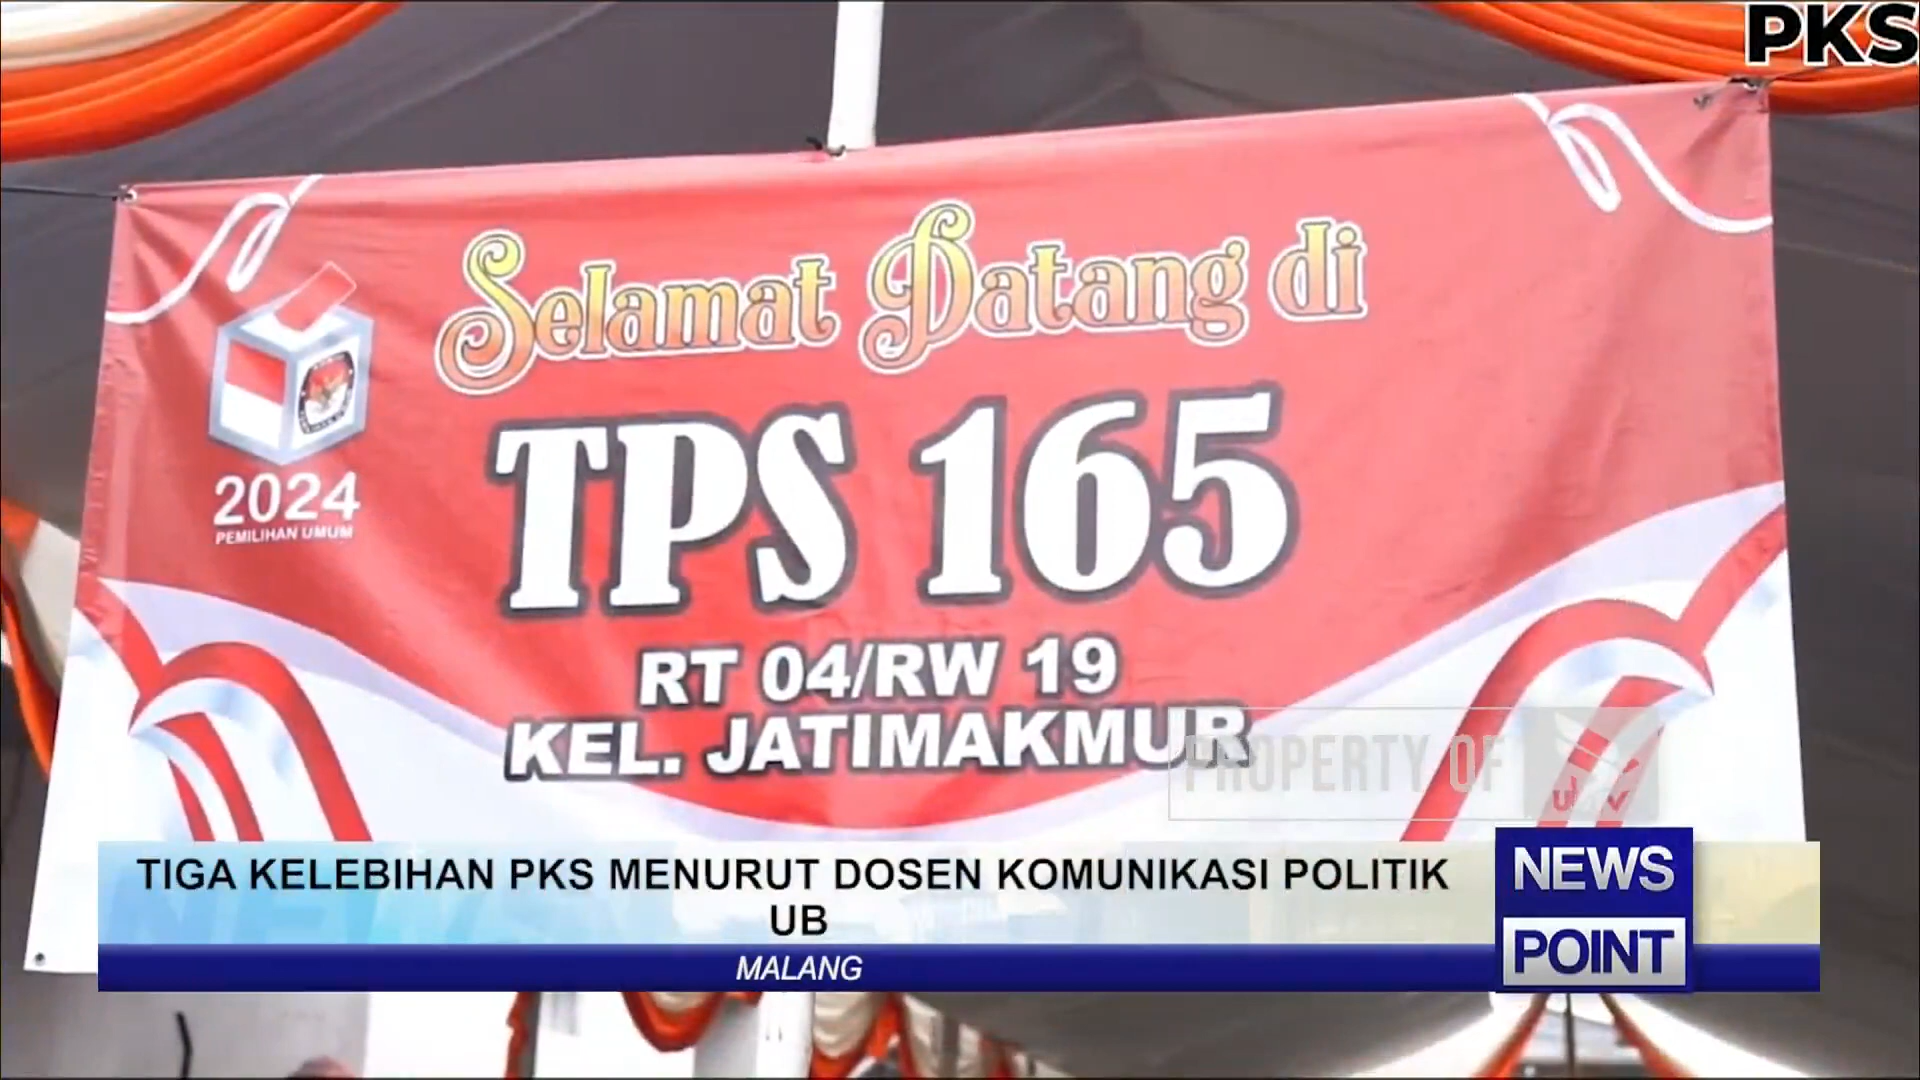 PKS
Selamat Datang di
TPS 165
2024
PEMILIHAN UMUM
RT 04/RW 19
KEL. JATIMAKMUR
PROPERTY OF
TIGA KELEBIHAN PKS MENURUT DOSEN KOMUNIKASI POLITIK
UB
MALANG
NEWS
POINT